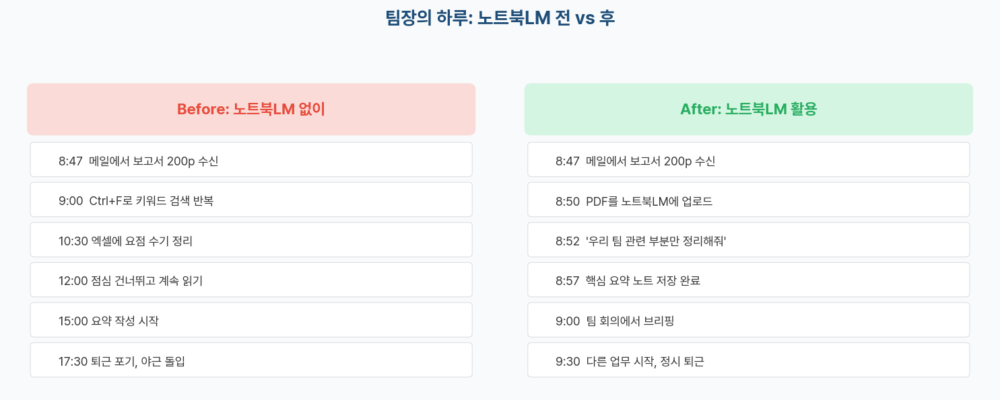 팀장의 하루: 노트북LM 전 vs 후
Before: 노트북LM 없이
8:47 메일에서 보고서 200p 수신
9:00 Ctrl+F로 키워드 검색 반복
10:30 엑셀에 요점 수기 정리
12:00 점심 건너뛰고 계속 읽기
15:00 요약 작성 시작
17:30 퇴근 포기, 야근 돌입
After: 노트북LM 활용
8:47 메일에서 보고서 200p 수신
8:50 PDF를 노트북LM에 업로드
8:52 '우리 팀 관련 부분만 정리해줘'
8:57 핵심 요약 노트 저장 완료
9:00 팀 회의에서 브리핑
9:30 다른 업무 시작, 정시 퇴근